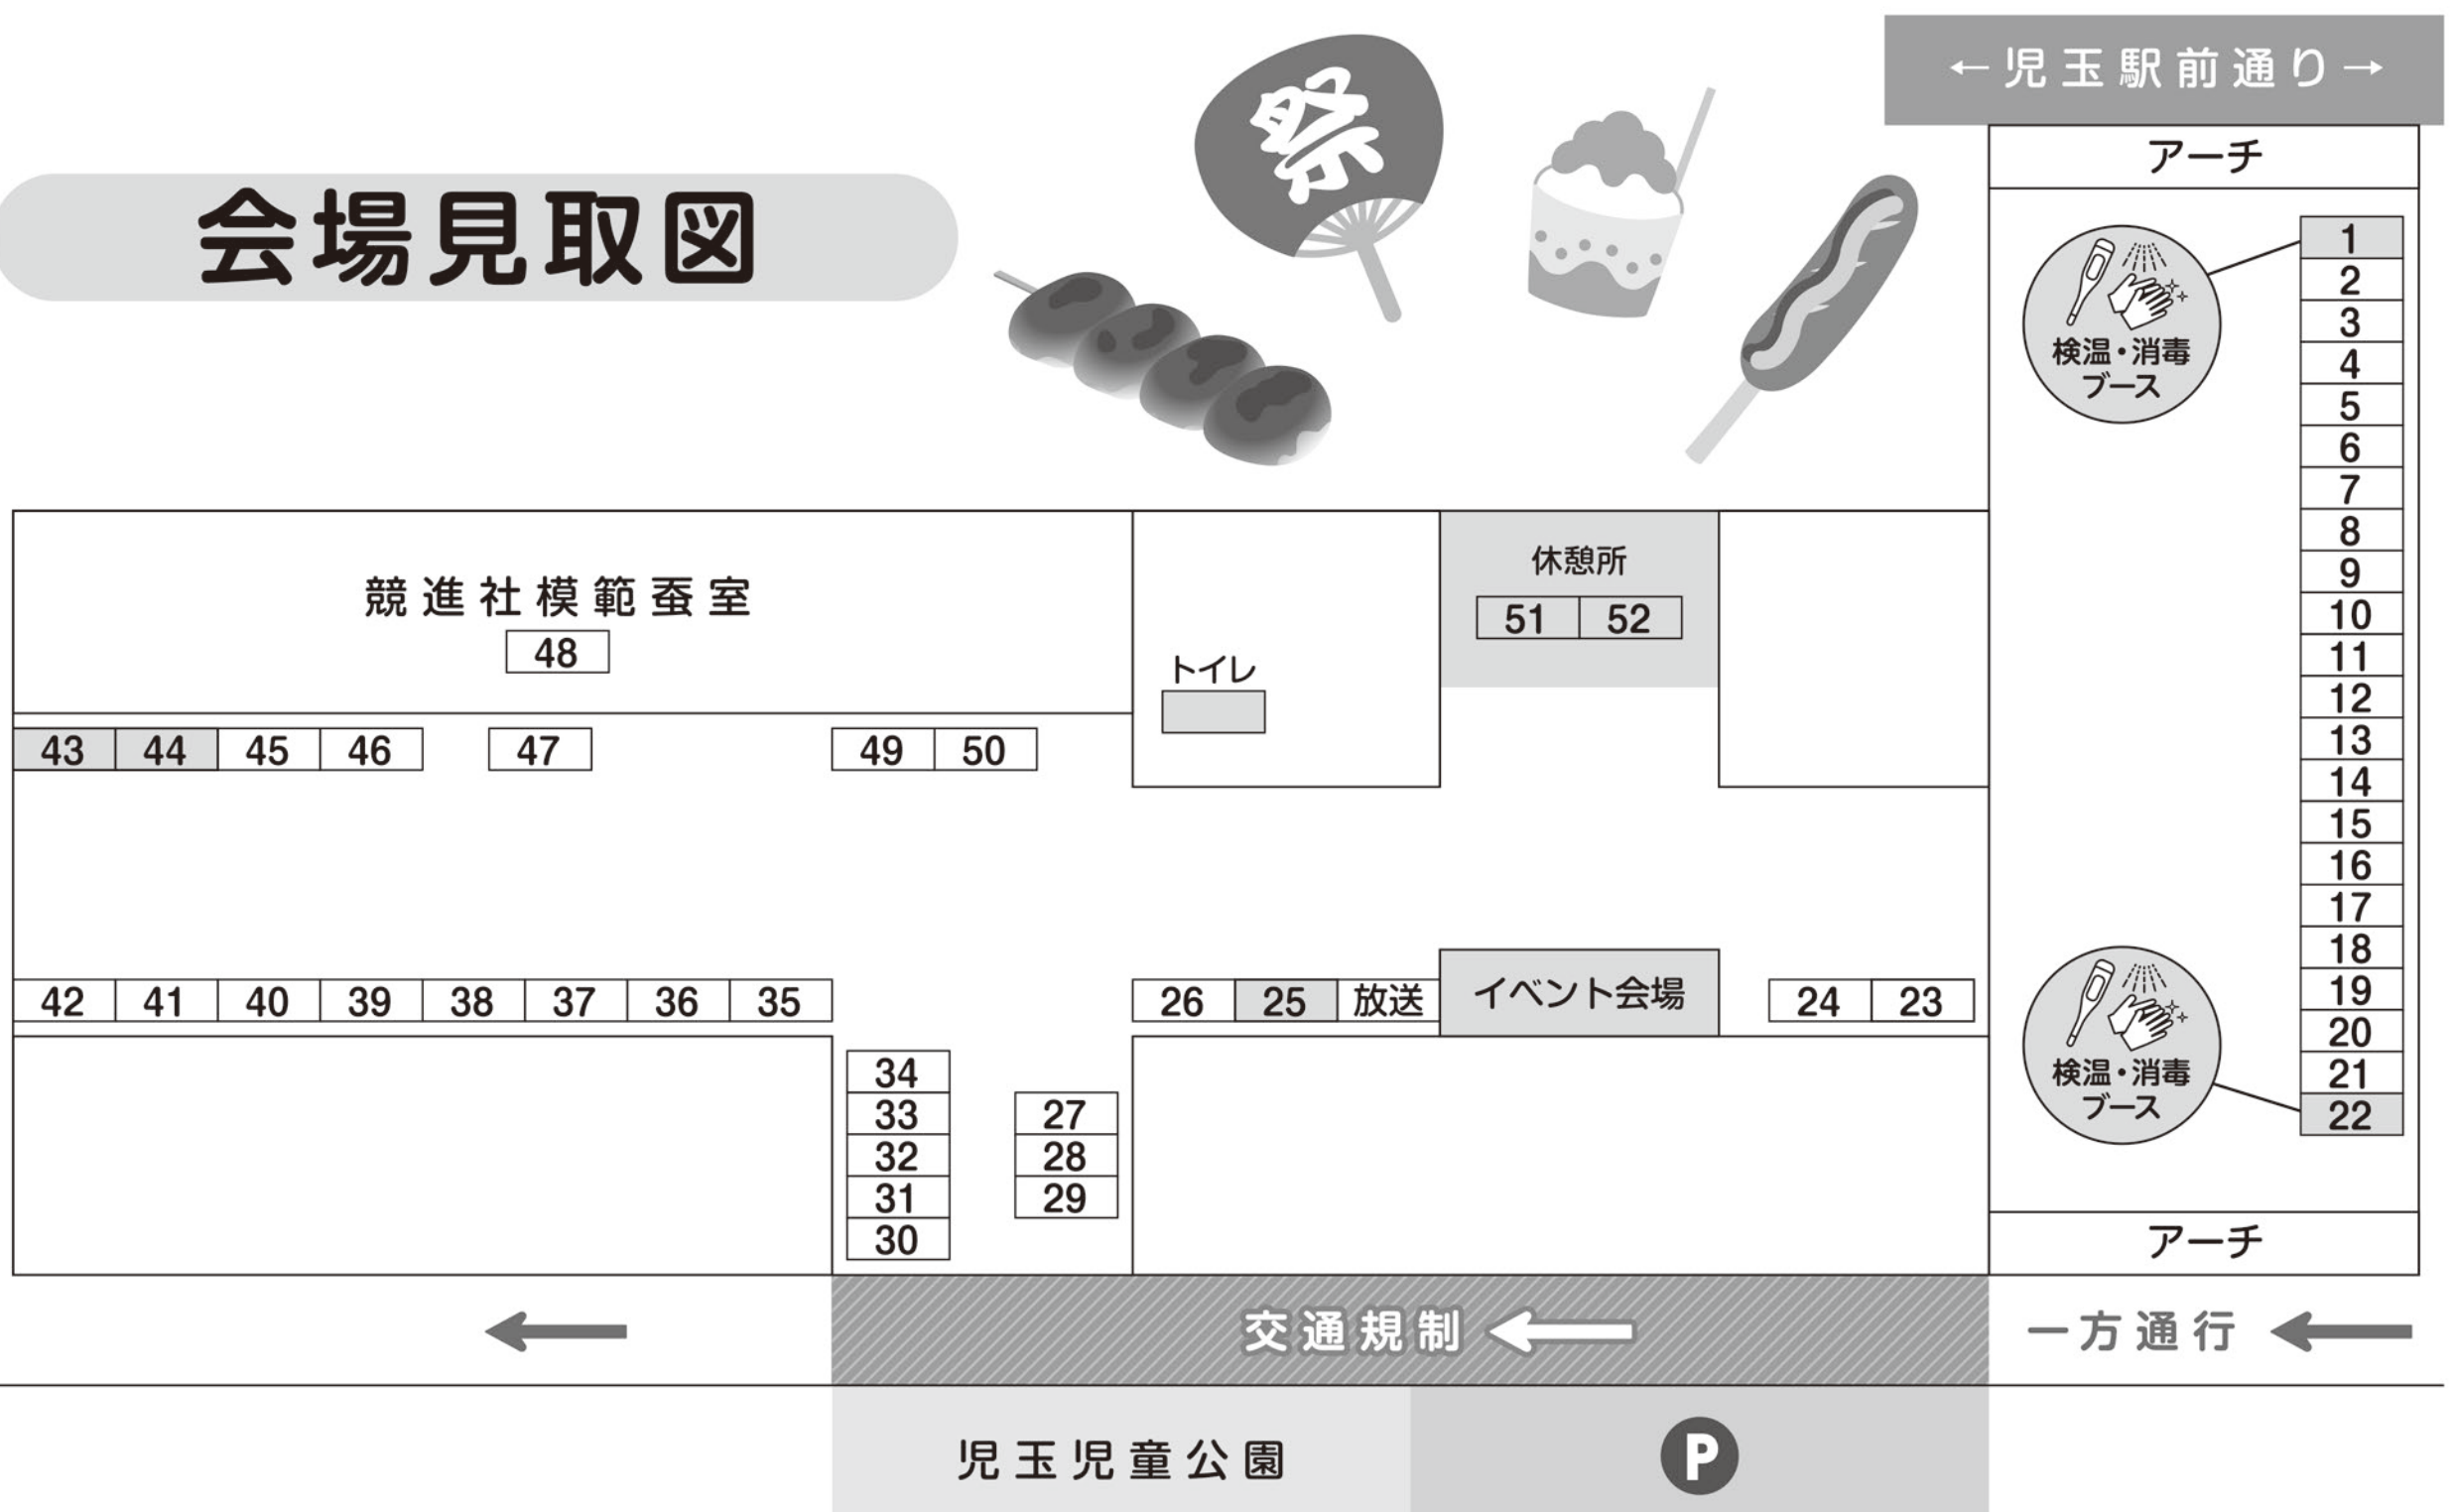 ←児玉駅前通り→
祭
会場見取図
アーチ
検温・消毒
ブース
1
2
3
4
5
6
7
8
9
10
11
12
13
14
15
16
17
18
19
20
21
22
検温・消毒
ブース
アーチ
競進社模範蚕室
48
トイレ
休憩所
51 52
43 44 45 46 47 49 50
42 41 40 39 38 37 36 35
26 25 放送 イベント会場 24 23
34
33
32
31
30
27
28
29
← 交通規制 ← 一方通行 ←
児玉児童公園
P